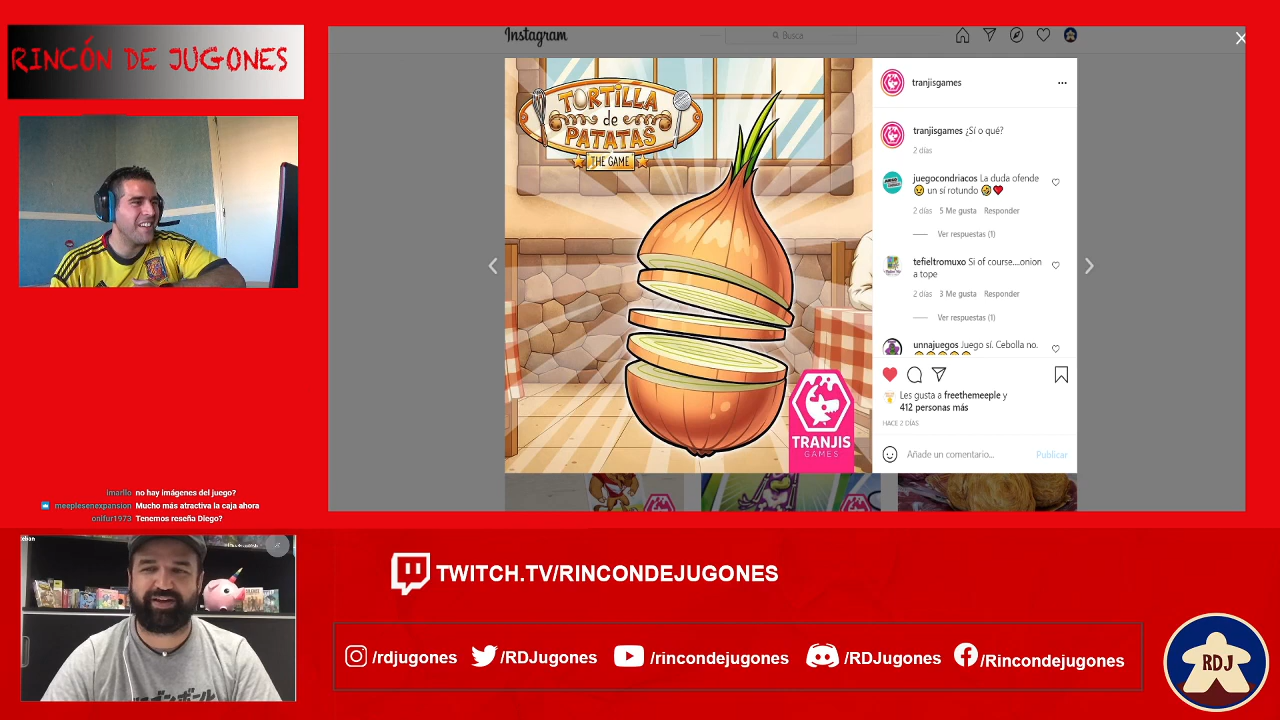 RINCÓN DE JUGONES
imarllo no hay imágenes del juego?
meeplesenexpansion Mucho más atractiva la caja ahora
onifur1973 Tenemos reseña Diego?
Instagram
Busca
TORTILLA
de
PATATAS
THE GAME
TRANJIS
GAMES
tranjisgames
tranjisgames ¿Sí o qué?
2 días
juegocondriacos La duda ofende
un sí rotundo
2 días 5 Me gusta Responder
Ver respuestas (1)
tefieltromuxo Si of course....onion
a tope
2 días 3 Me gusta Responder
Ver respuestas (1)
unnajuegos Juego sí. Cebolla no.
Les gusta a freethemeeple y
412 personas más
HACE 2 DÍAS
Añade un comentario... Publicar
TWITCH.TV/RINCONDEJUGONES
/rdjugones /RDJugones /rincondejugones /RDJugones /Rincondejugones
RDJ